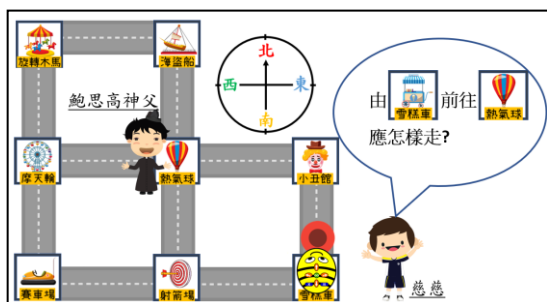 旋轉木馬
海盜船
北
西
東
南
鮑思高神父
摩天輪
熱氣球
小丑館
賽車場
射箭場
雪糕車
由 雪糕車 前往 熱氣球
應怎樣走?
慈慈